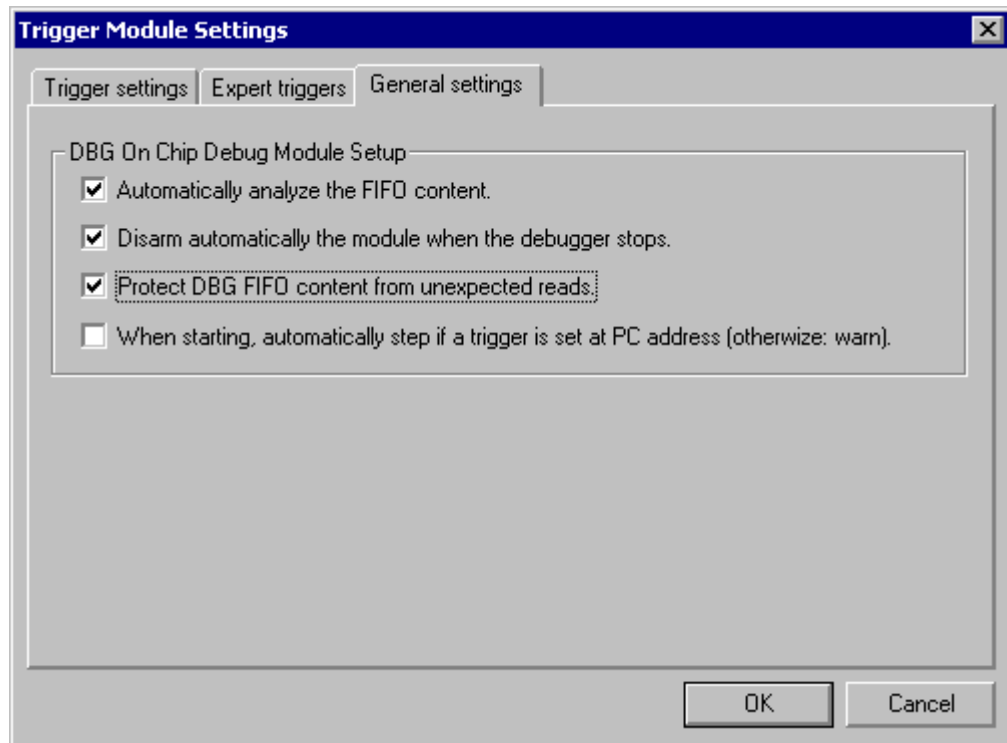 Trigger Module Settings
Trigger settings Expert triggers General settings
DBG On Chip Debug Module Setup
Automatically analyze the FIFO content.
Disarm automatically the module when the debugger stops.
Protect DBG FIFO content from unexpected reads.
When starting, automatically step if a trigger is set at PC address (otherwize: warn).
OK Cancel